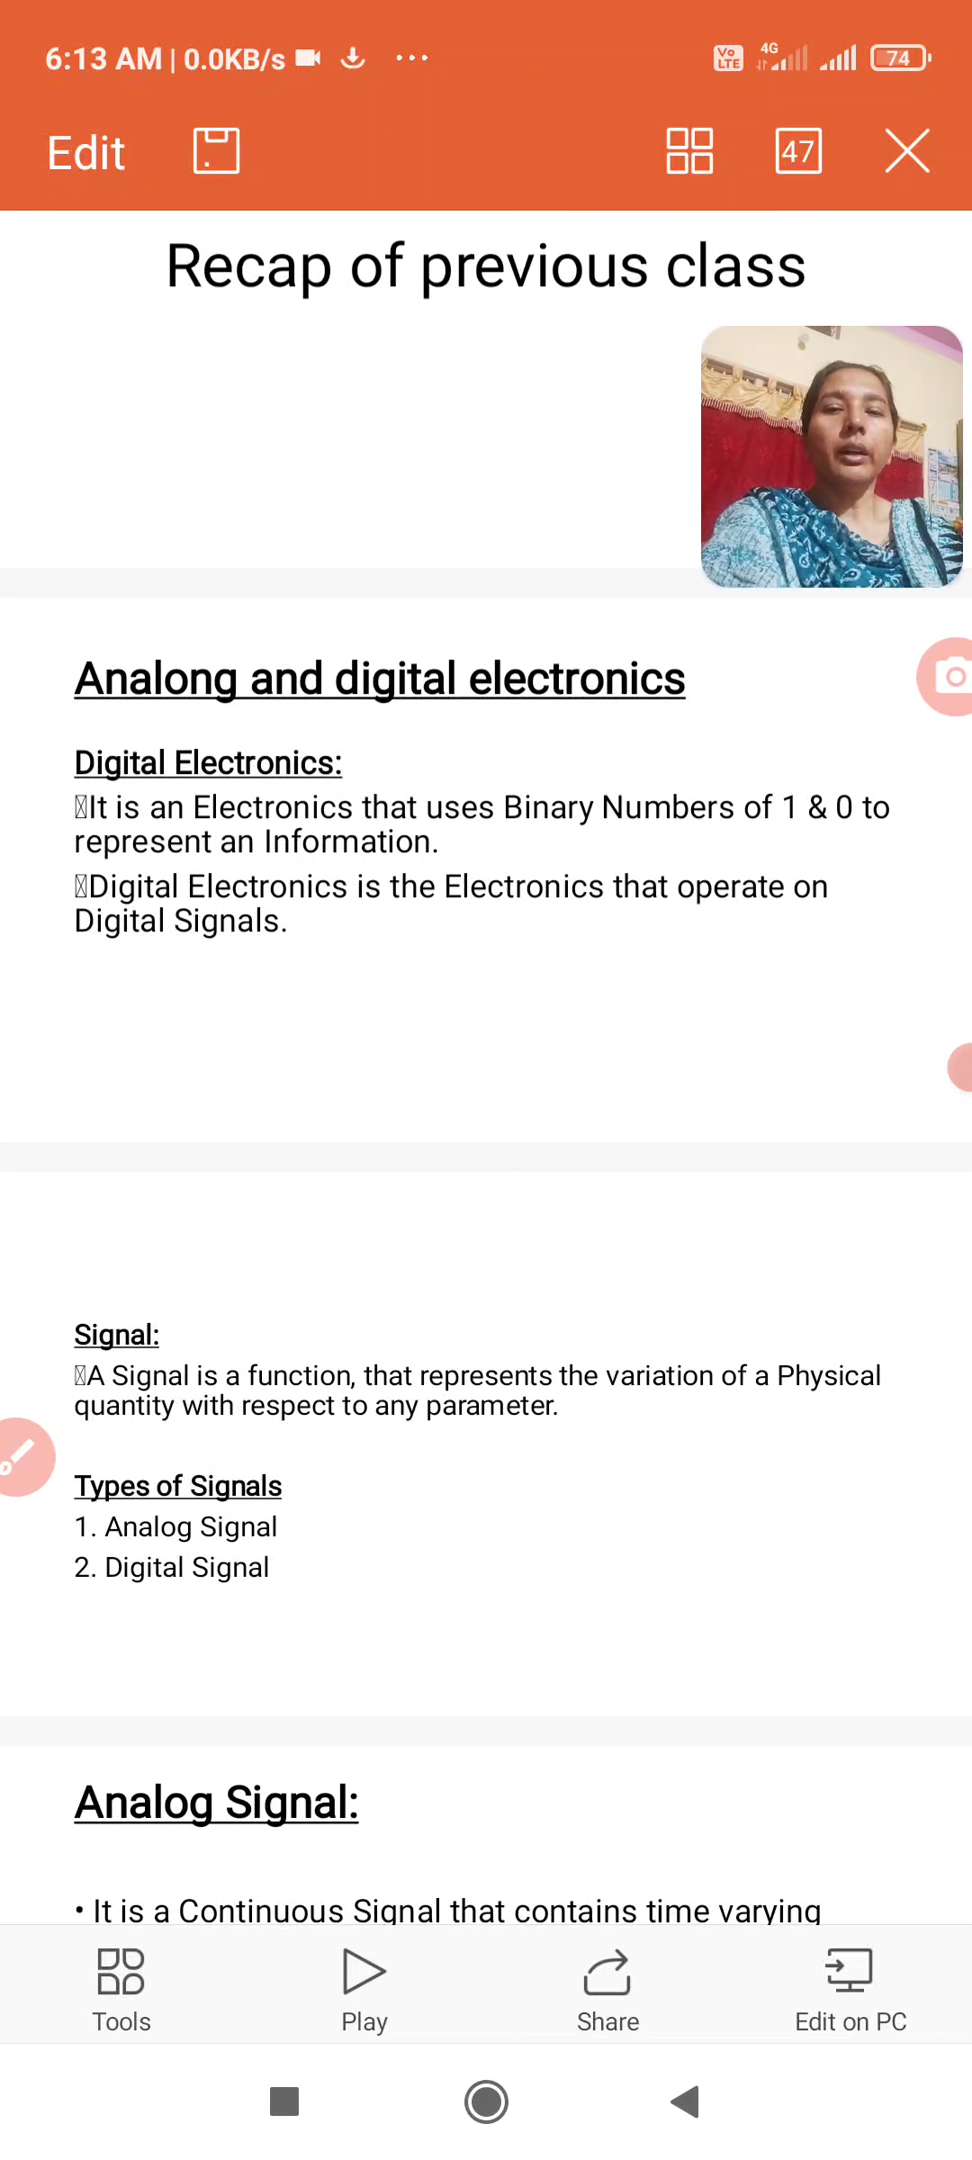 6:13 AM | 0.0KB/s ... Vo LTE 4G 74
Edit 47
Recap of previous class
Analong and digital electronics
Digital Electronics:
It is an Electronics that uses Binary Numbers of 1 & 0 to
represent an Information.
Digital Electronics is the Electronics that operate on
Digital Signals.
Signal:
A Signal is a function, that represents the variation of a Physical
quantity with respect to any parameter.
Types of Signals
1. Analog Signal
2. Digital Signal
Analog Signal:
• It is a Continuous Signal that contains time varying
Tools Play Share Edit on PC